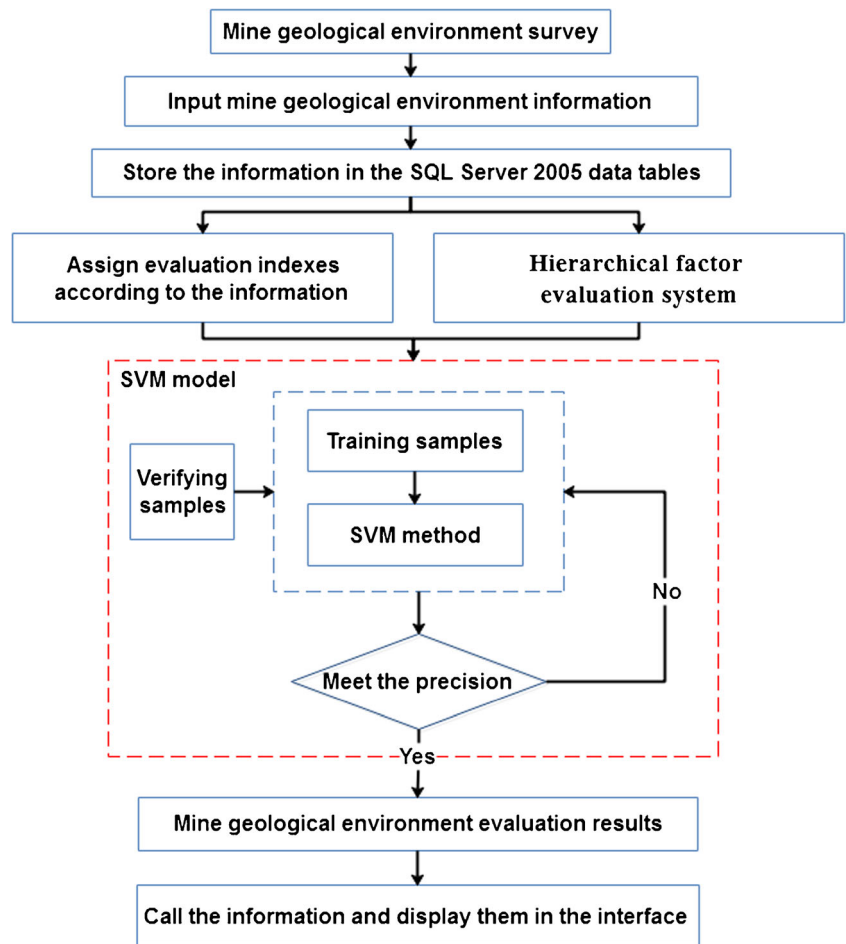 Mine geological environment survey
Input mine geological environment information
Store the information in the SQL Server 2005 data tables
Assign evaluation indexes
according to the information
Hierarchical factor
evaluation system
SVM model
Training samples
Verifying
samples
SVM method
No
Meet the precision
Yes
Mine geological environment evaluation results
Call the information and display them in the interface